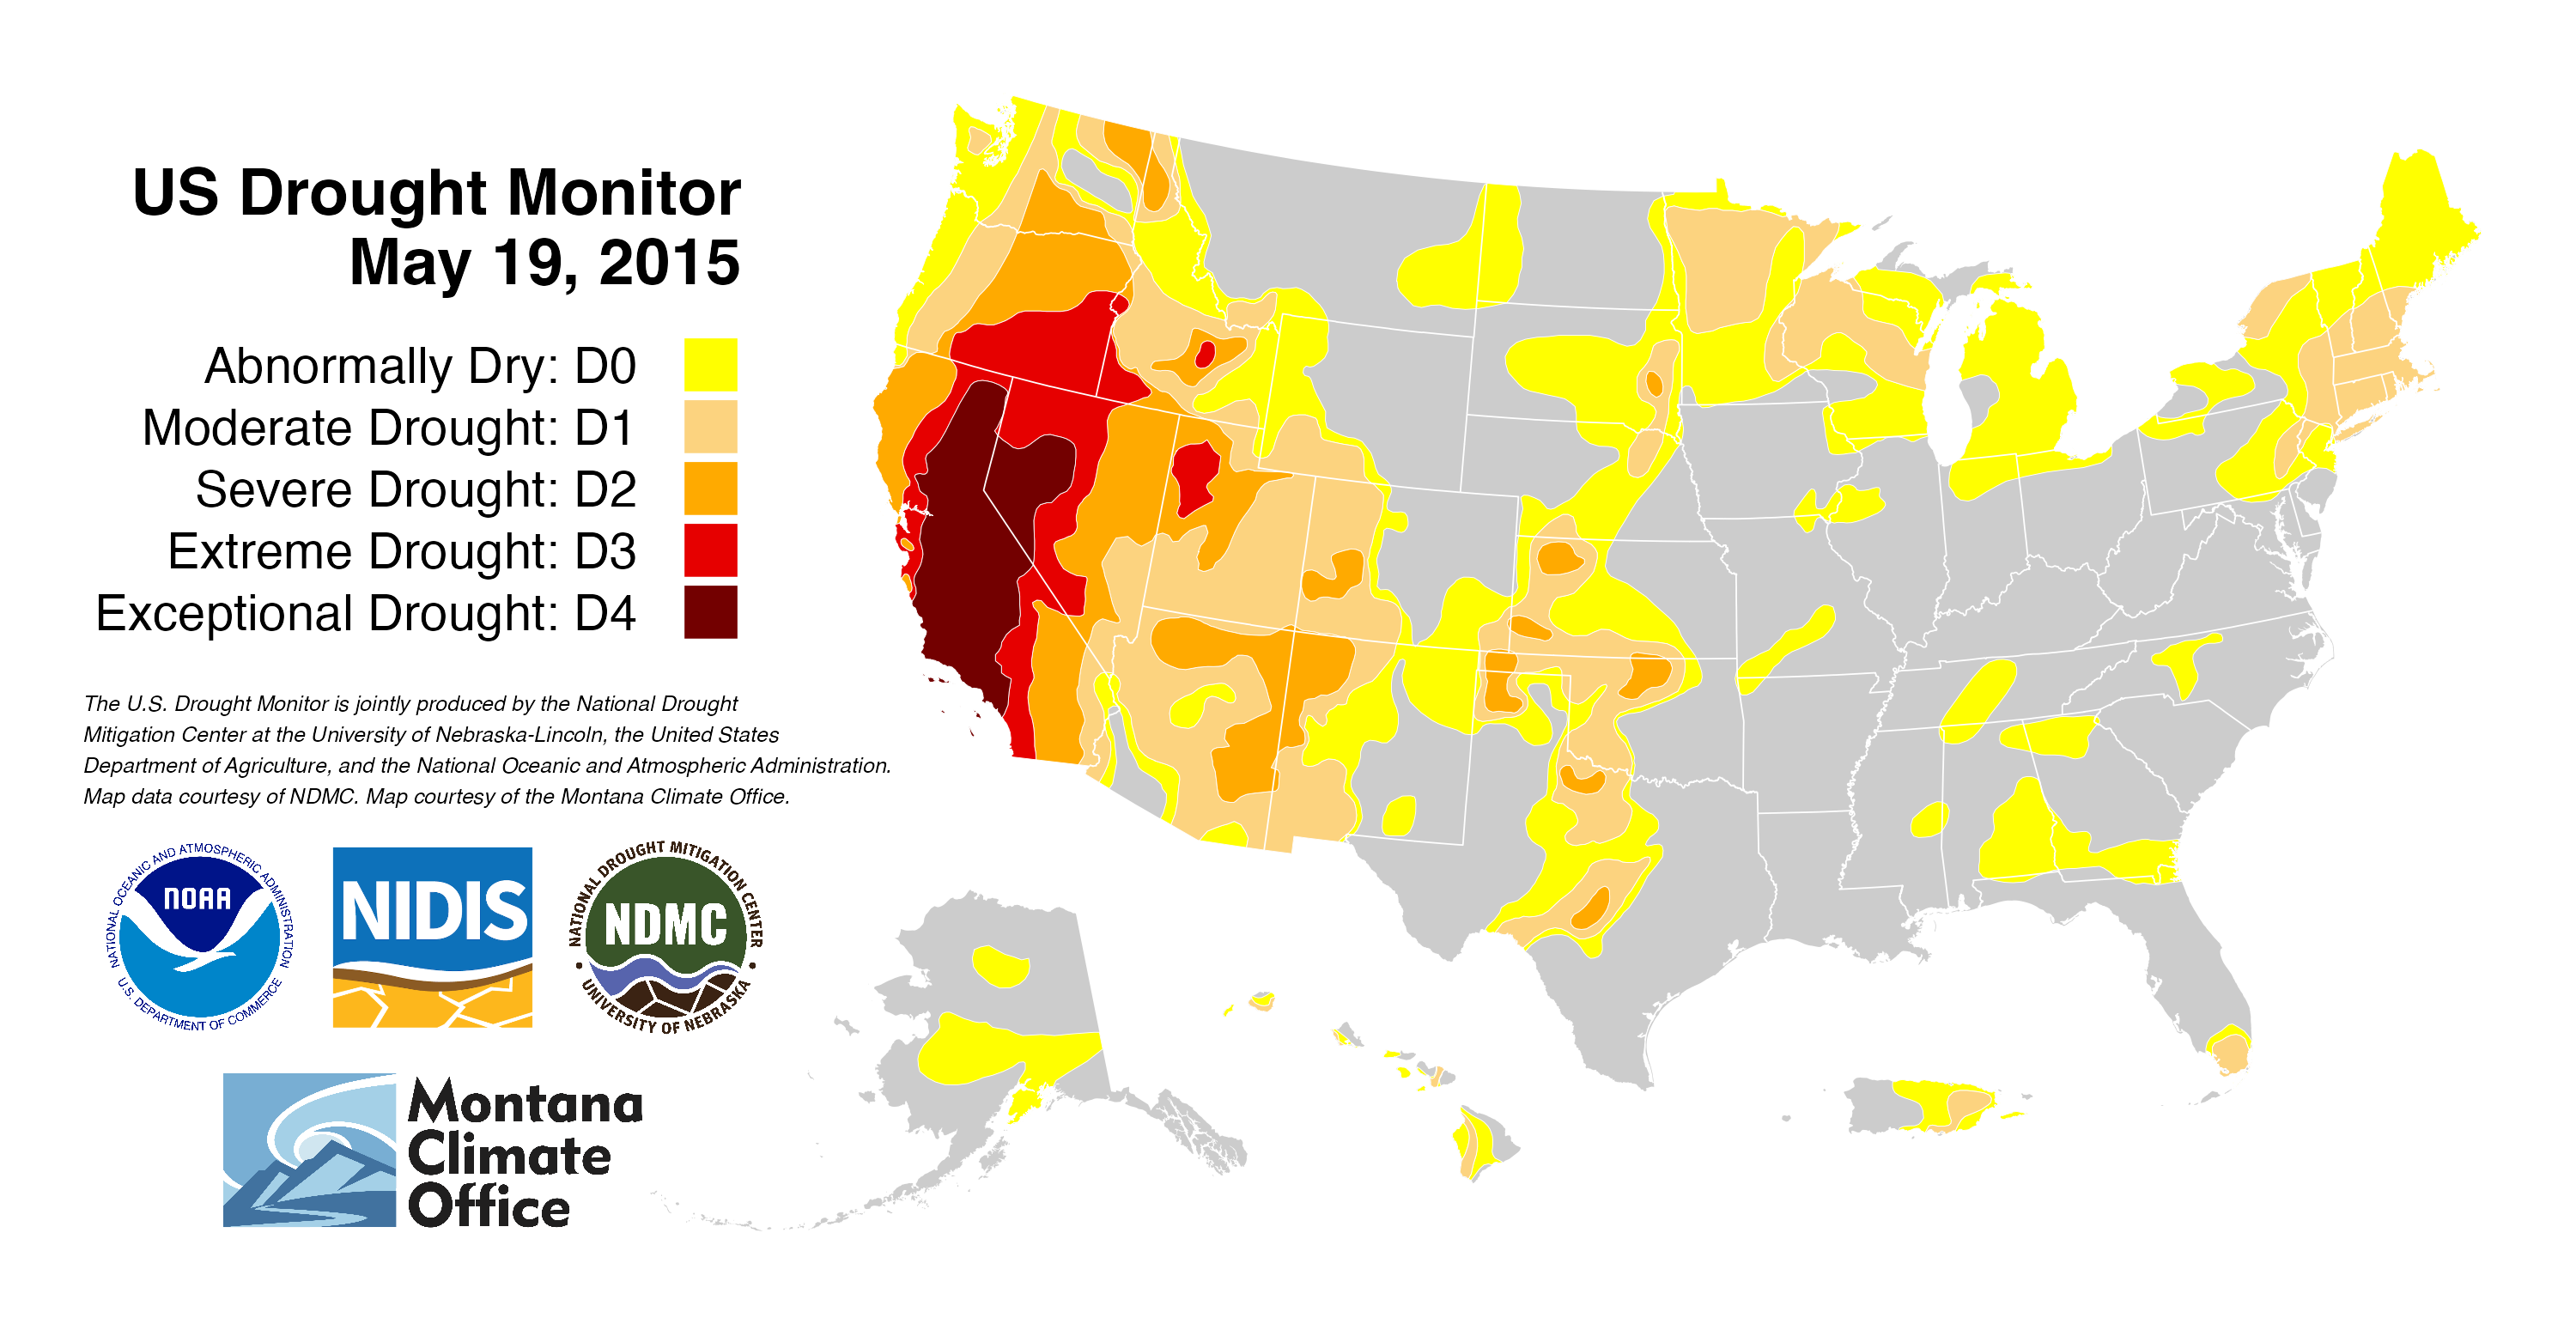 US Drought Monitor
May 19, 2015
Abnormally Dry: D0
Moderate Drought: D1
Severe Drought: D2
Extreme Drought: D3
Exceptional Drought: D4
The U.S. Drought Monitor is jointly produced by the National Drought
Mitigation Center at the University of Nebraska-Lincoln, the United States
Department of Agriculture, and the National Oceanic and Atmospheric Administration.
Map data courtesy of NDMC. Map courtesy of the Montana Climate Office.
NATIONAL OCEANIC AND ATMOSPHERIC ADMINISTRATION
NOAA
U.S. DEPARTMENT OF COMMERCE
NIDIS
NATIONAL DROUGHT MITIGATION CENTER
NDMC
UNIVERSITY OF NEBRASKA
Montana
Climate
Office